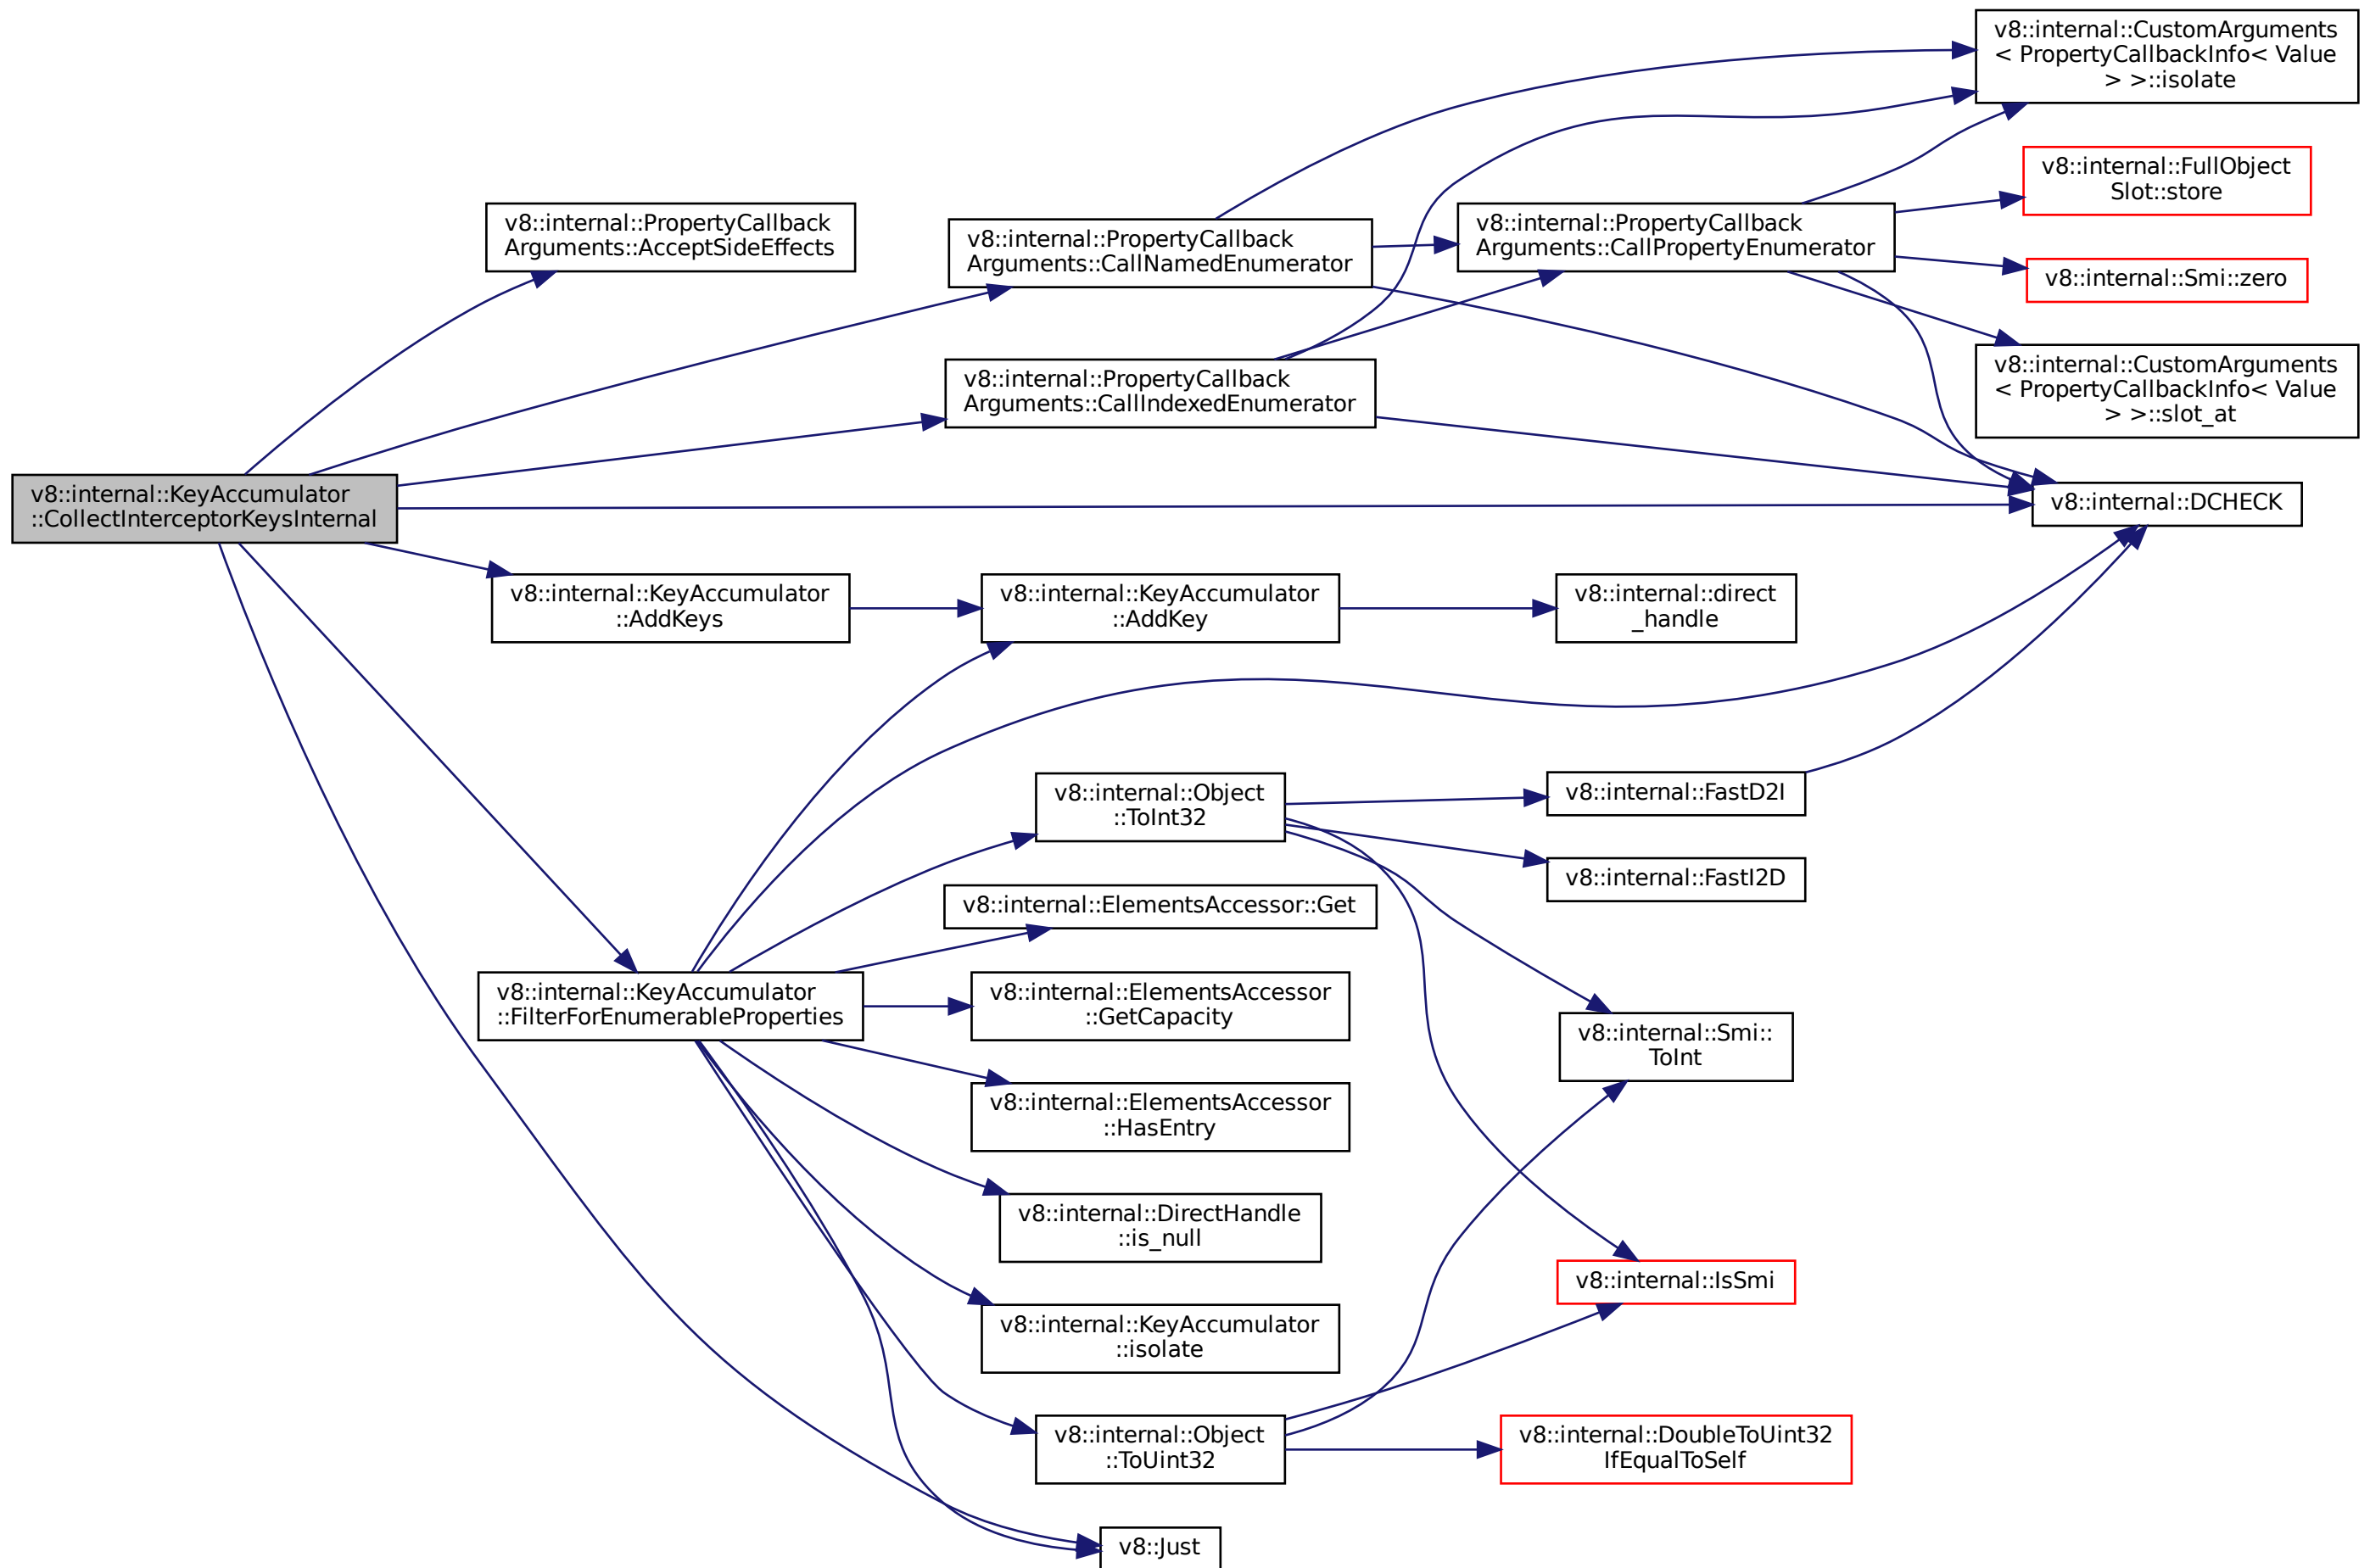 v8::internal::KeyAccumulator
::CollectInterceptorKeysInternal
v8::internal::PropertyCallback
Arguments::AcceptSideEffects
v8::internal::PropertyCallback
Arguments::CallNamedEnumerator
v8::internal::PropertyCallback
Arguments::CallIndexedEnumerator
v8::internal::PropertyCallback
Arguments::CallPropertyEnumerator
v8::internal::CustomArguments
< PropertyCallbackInfo< Value
> >::isolate
v8::internal::FullObject
Slot::store
v8::internal::Smi::zero
v8::internal::CustomArguments
< PropertyCallbackInfo< Value
> >::slot_at
v8::internal::DCHECK
v8::internal::KeyAccumulator
::AddKeys
v8::internal::KeyAccumulator
::AddKey
v8::internal::direct
_handle
v8::internal::KeyAccumulator
::FilterForEnumerableProperties
v8::internal::Object
::ToInt32
v8::internal::FastD2I
v8::internal::FastI2D
v8::internal::ElementsAccessor::Get
v8::internal::ElementsAccessor
::GetCapacity
v8::internal::Smi::
ToInt
v8::internal::ElementsAccessor
::HasEntry
v8::internal::DirectHandle
::is_null
v8::internal::IsSmi
v8::internal::KeyAccumulator
::isolate
v8::internal::Object
::ToUint32
v8::internal::DoubleToUint32
IfEqualToSelf
v8::Just